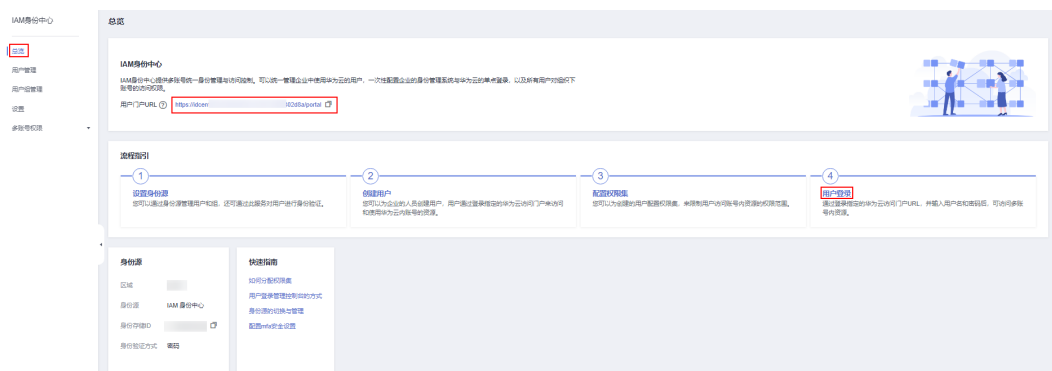 IAM身份中心
总览
用户管理
用户组管理
设置
多账号权限
总览
IAM身份中心
IAM身份中心提供多账号统一身份管理与访问控制。可以统一管理企业中使用华为云的用户，一次性配置企业的身份管理系统与华为云的单点登录，以及所有用户对组织下
账号的访问权限。
用户门户URL https://idcen l02d8a/portal
流程指引
1
设置身份源
您可以通过身份源管理用户和组，还可通过此服务对用户进行身份验证。
2
创建用户
您可以为企业的人员创建用户，用户通过登录指定的华为云访问门户来访问
和使用华为云内账号的资源。
3
配置权限集
您可以为创建的用户配置权限集，来限制用户访问账号内资源的权限范围。
4
用户登录
通过登录指定的华为云访问门户URL，并输入用户名和密码后，可访问多账
号内资源。
身份源
区域
身份源 IAM 身份中心
身份存储ID
身份验证方式 密码
快速指南
如何分配权限集
用户登录管理控制台的方式
身份源的切换与管理
配置mfa安全设置